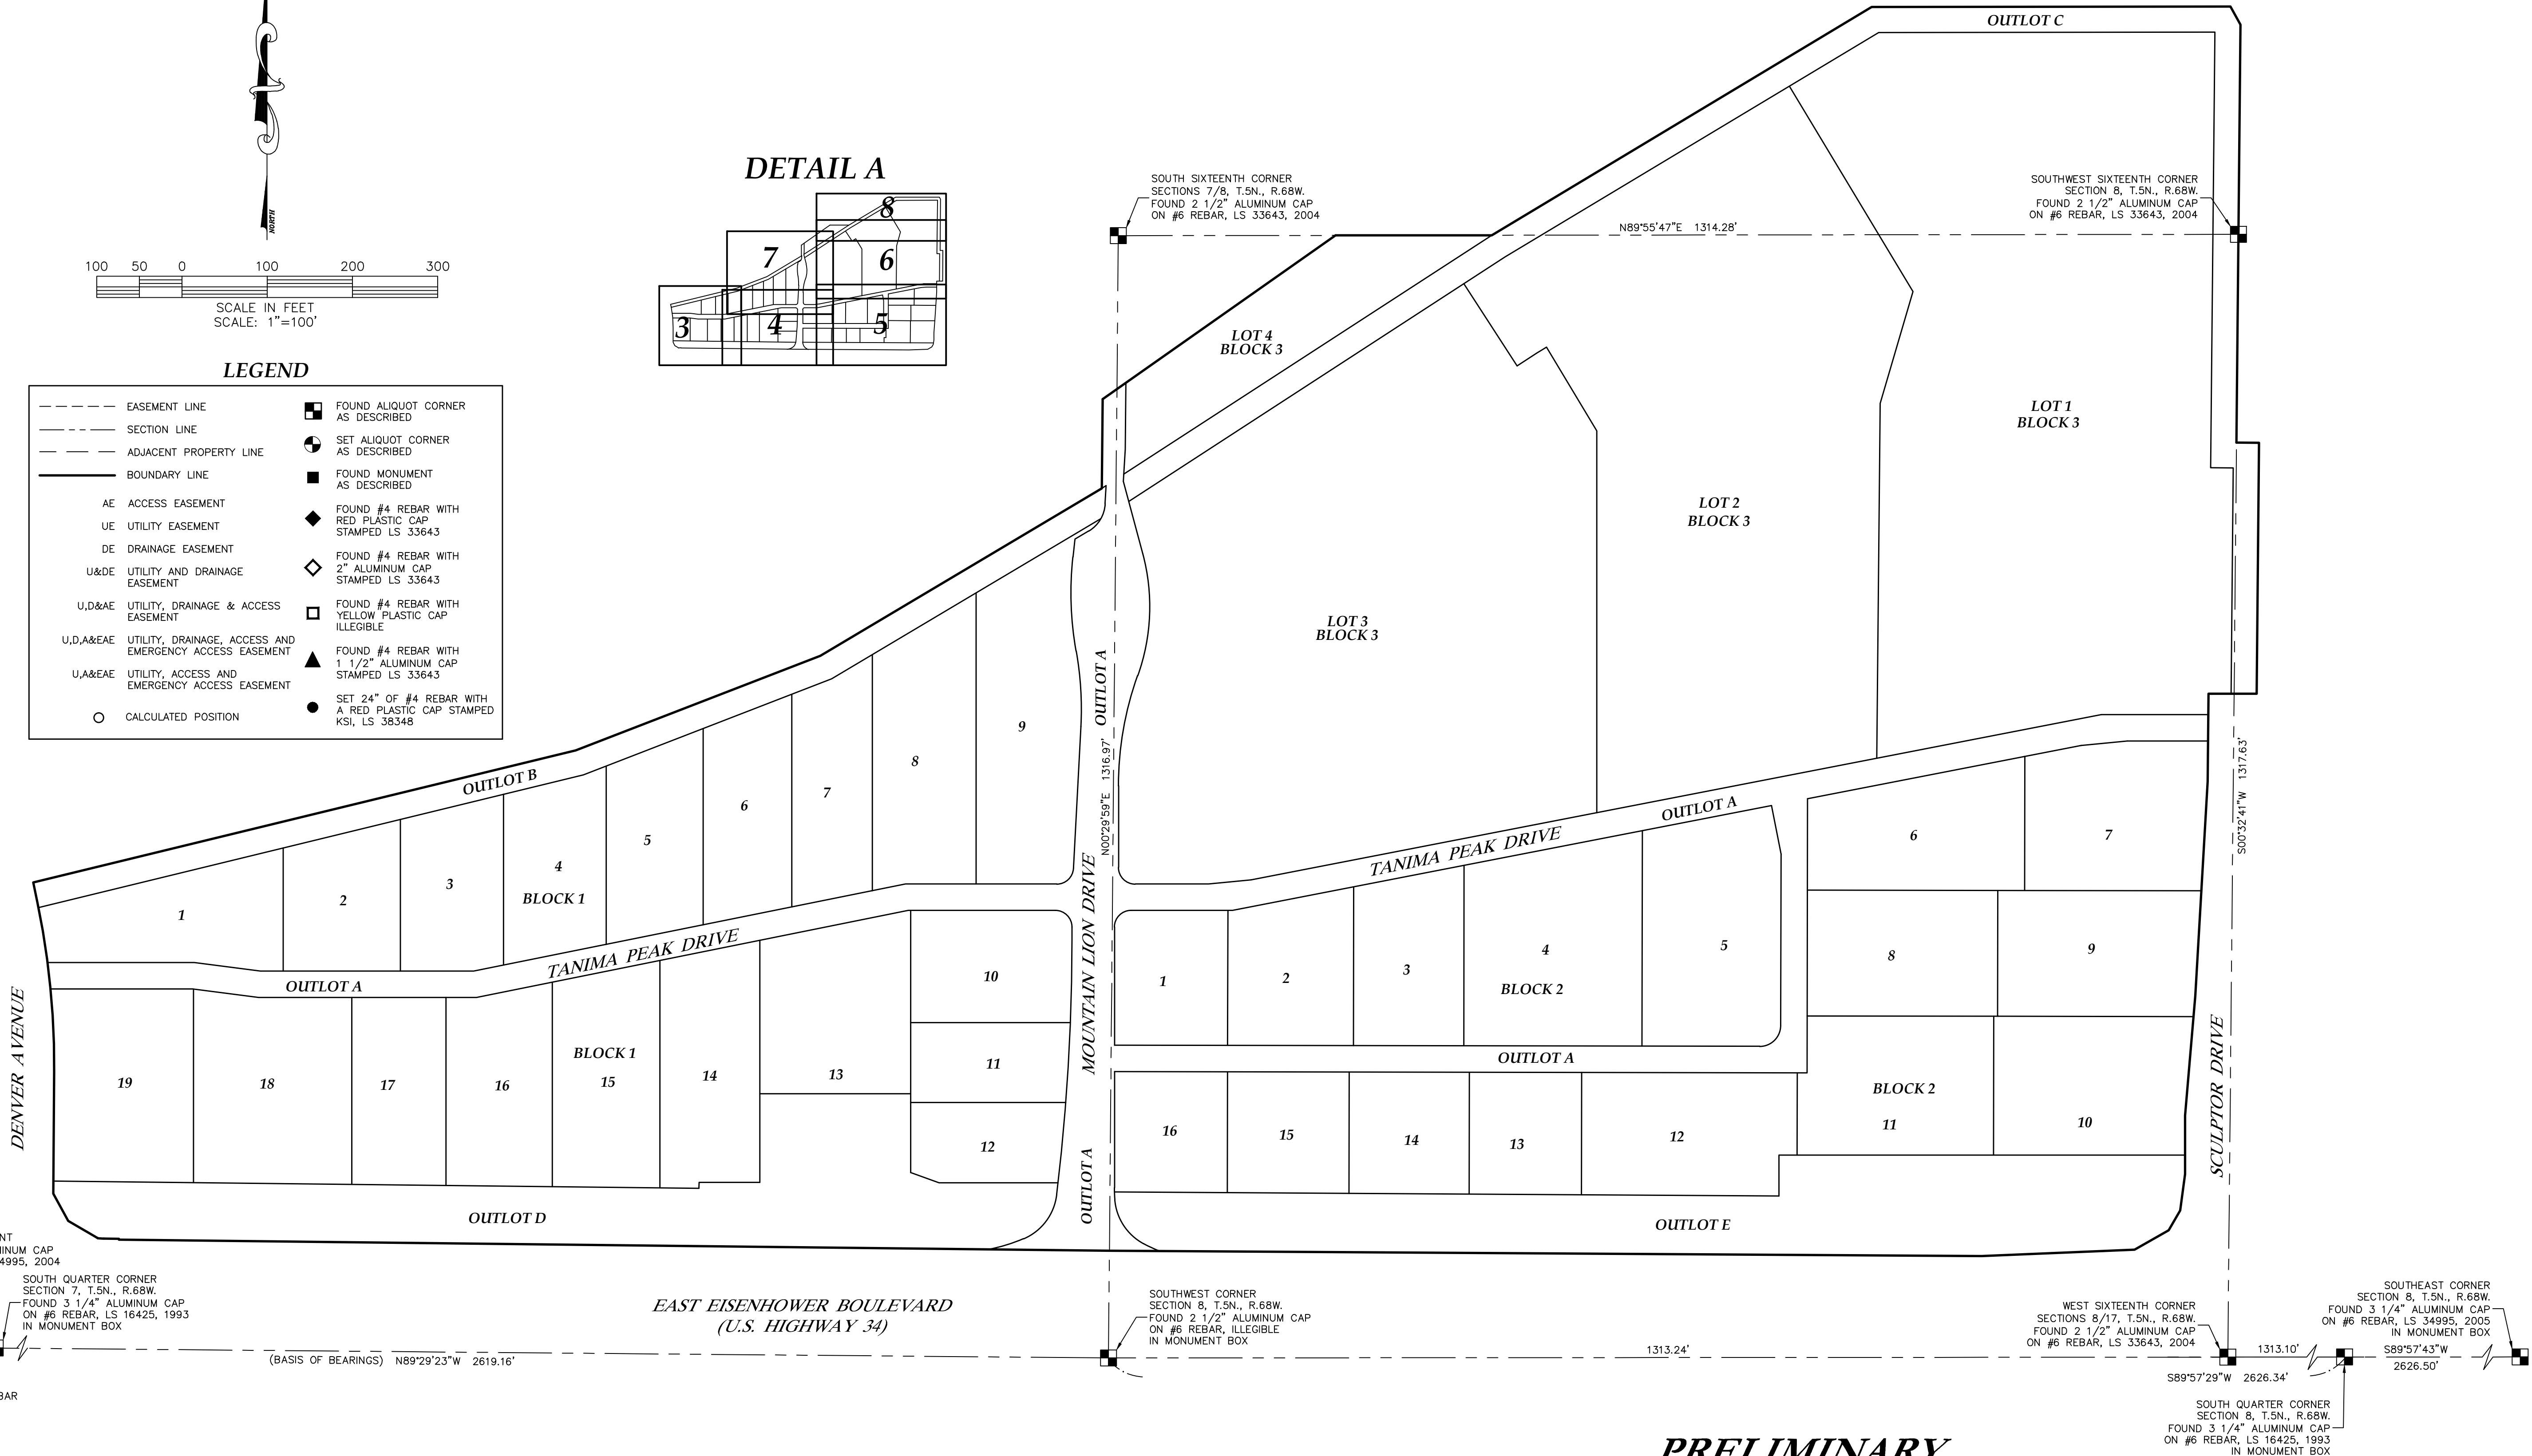 OUTLOT C
DETAIL A
8
7
6
3
4
5
SOUTH SIXTEENTH CORNER
SECTIONS 7/8, T.5N., R.68W.
FOUND 2 1/2" ALUMINUM CAP
ON #6 REBAR, LS 33643, 2004
SOUTHWEST SIXTEENTH CORNER
SECTION 8, T.5N., R.68W.
FOUND 2 1/2" ALUMINUM CAP
ON #6 REBAR, LS 33643, 2004
N89°55'47"E 1314.28'
NORTH
100 50 0 100 200 300
SCALE IN FEET
SCALE: 1"=100'
LEGEND
EASEMENT LINE
SECTION LINE
ADJACENT PROPERTY LINE
BOUNDARY LINE
AE ACCESS EASEMENT
UE UTILITY EASEMENT
DE DRAINAGE EASEMENT
U&DE UTILITY AND DRAINAGE
EASEMENT
U,D&AE UTILITY, DRAINAGE & ACCESS
EASEMENT
U,D,A&EAE UTILITY, DRAINAGE, ACCESS AND
EMERGENCY ACCESS EASEMENT
U,A&EAE UTILITY, ACCESS AND
EMERGENCY ACCESS EASEMENT
CALCULATED POSITION
FOUND ALIQUOT CORNER
AS DESCRIBED
SET ALIQUOT CORNER
AS DESCRIBED
FOUND MONUMENT
AS DESCRIBED
FOUND #4 REBAR WITH
RED PLASTIC CAP
STAMPED LS 33643
FOUND #4 REBAR WITH
2" ALUMINUM CAP
STAMPED LS 33643
FOUND #4 REBAR WITH
YELLOW PLASTIC CAP
ILLEGIBLE
FOUND #4 REBAR WITH
1 1/2" ALUMINUM CAP
STAMPED LS 33643
SET 24" OF #4 REBAR WITH
A RED PLASTIC CAP STAMPED
KSI, LS 38348
LOT 4
BLOCK 3
LOT 1
BLOCK 3
LOT 2
BLOCK 3
LOT 3
BLOCK 3
OUTLOT B
1
2
3
4
BLOCK 1
5
6
7
8
9
OUTLOT A
N00°29'59"E 1316.97'
MOUNTAIN LION DRIVE
OUTLOT A
TANIMA PEAK DRIVE
OUTLOT A
TANIMA PEAK DRIVE
OUTLOT A
DENVER AVENUE
19
18
17
16
BLOCK 1
15
14
13
10
11
12
OUTLOT D
1
2
3
4
BLOCK 2
5
6
7
8
9
OUTLOT A
16
15
14
13
12
BLOCK 2
11
10
OUTLOT E
S00°32'41"W 1317.63'
SCULPTOR DRIVE
NT
MINUM CAP
4995, 2004
SOUTH QUARTER CORNER
SECTION 7, T.5N., R.68W.
FOUND 3 1/4" ALUMINUM CAP
ON #6 REBAR, LS 16425, 1993
IN MONUMENT BOX
EAST EISENHOWER BOULEVARD
(U.S. HIGHWAY 34)
SOUTHWEST CORNER
SECTION 8, T.5N., R.68W.
FOUND 2 1/2" ALUMINUM CAP
ON #6 REBAR, ILLEGIBLE
IN MONUMENT BOX
WEST SIXTEENTH CORNER
SECTIONS 8/17, T.5N., R.68W.
FOUND 2 1/2" ALUMINUM CAP
ON #6 REBAR, LS 33643, 2004
SOUTHEAST CORNER
SECTION 8, T.5N., R.68W.
FOUND 3 1/4" ALUMINUM CAP
ON #6 REBAR, LS 34995, 2005
IN MONUMENT BOX
(BASIS OF BEARINGS) N89°29'23"W 2619.16'
1313.24'
1313.10'
S89°57'43"W
2626.50'
S89°57'29"W 2626.34'
BAR
SOUTH QUARTER CORNER
SECTION 8, T.5N., R.68W.
FOUND 3 1/4" ALUMINUM CAP
ON #6 REBAR, LS 16425, 1993
IN MONUMENT BOX
PRELIMINARY